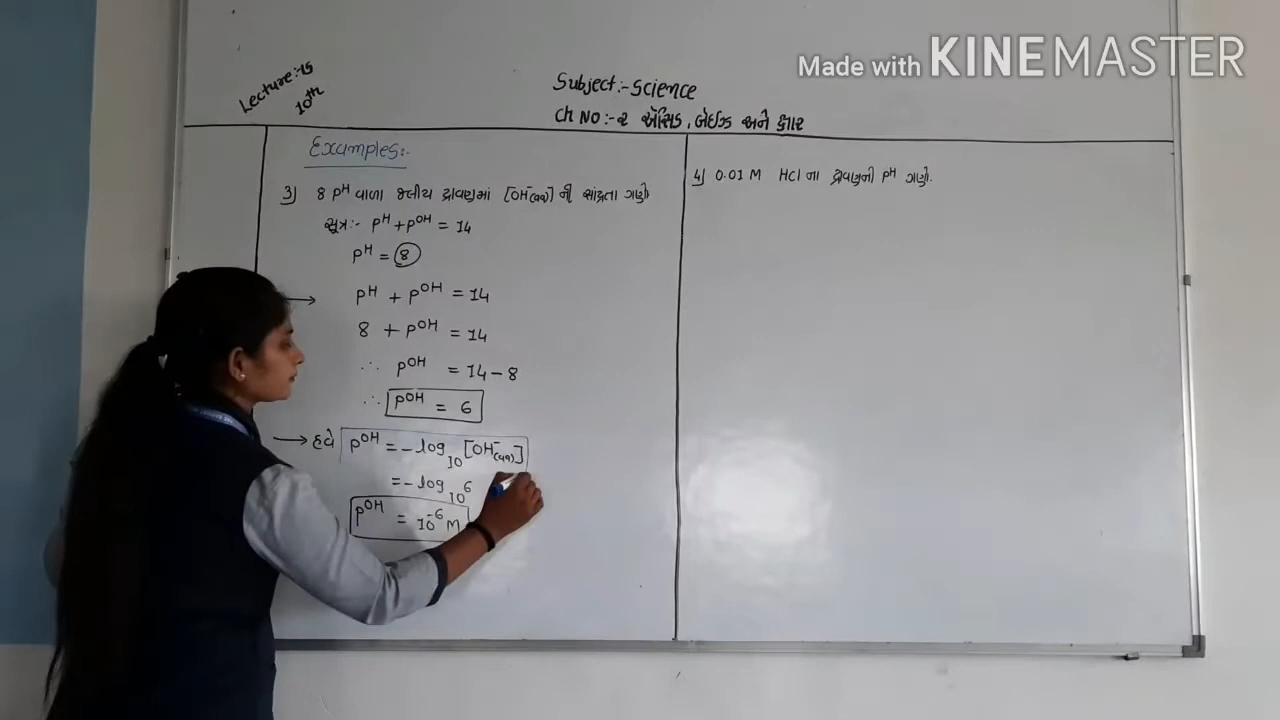 Made with KINEMASTER
Lecture:-15
10th
Subject:-Science
Ch No:-2 ઍસિડ, બેઈઝ અને ક્ષાર
Examples:-
3) 8 pH વાળા જલીય દ્રાવણમાં [OH⁻(aq)] ની સાંદ્રતા ગણો
સૂત્ર:- pH + pOH = 14
pH = 8
→ pH + pOH = 14
8 + pOH = 14
∴ pOH = 14 - 8
∴ pOH = 6
→ હવે pOH = - log₁₀ [OH⁻(aq)]
= - log₁₀ 6
pOH = 10⁻⁶ M
4) 0.01 M HCl ના દ્રાવણની pH ગણો.